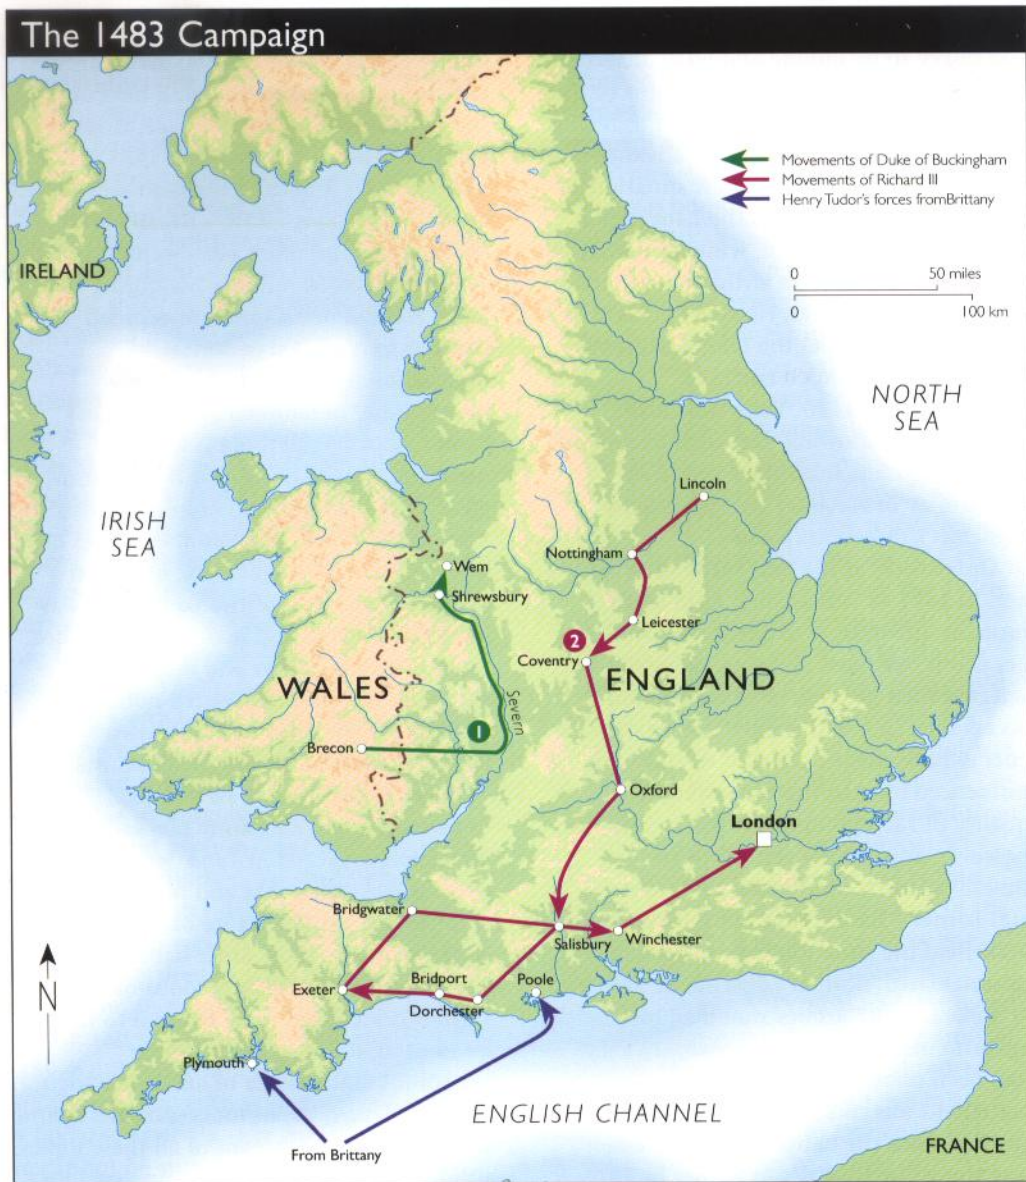 The 1483 Campaign
Movements of Duke of Buckingham
Movements of Richard III
Henry Tudor's forces fromBrittany
0 50 miles
0 100 km
IRELAND
NORTH
SEA
IRISH
SEA
Lincoln
Nottingham
Wem
Shrewsbury
Leicester
2
Coventry
ENGLAND
WALES
Severn
1
Brecon
Oxford
London
Bridgwater
Salisbury
Winchester
N
Exeter
Bridport
Poole
Dorchester
Plymouth
ENGLISH CHANNEL
From Brittany
FRANCE